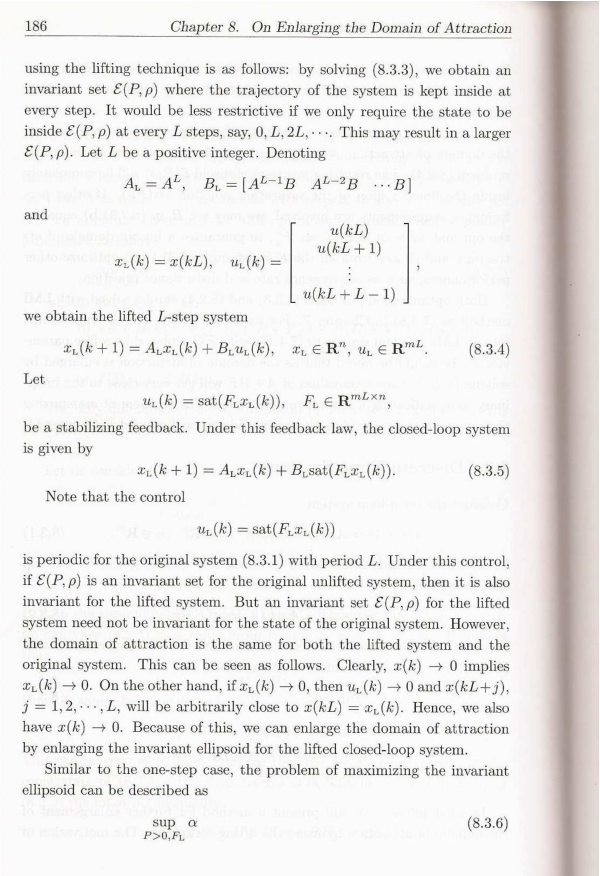 186 Chapter 8. On Enlarging the Domain of Attraction
using the lifting technique is as follows: by solving (8.3.3), we obtain an
invariant set ℰ(P, ρ) where the trajectory of the system is kept inside at
every step. It would be less restrictive if we only require the state to be
inside ℰ(P, ρ) at every L steps, say, 0, L, 2L, ···. This may result in a larger
ℰ(P, ρ). Let L be a positive integer. Denoting
A_L = A^L, B_L = [A^{L−1}B A^{L−2}B ···B]
and
x_L(k) = x(kL), u_L(k) = [ u(kL)
u(kL + 1)
⋮
u(kL + L − 1) ],
we obtain the lifted L-step system
x_L(k + 1) = A_L x_L(k) + B_L u_L(k), x_L ∈ R^n, u_L ∈ R^{mL}. (8.3.4)
Let
u_L(k) = sat(F_L x_L(k)), F_L ∈ R^{mL×n},
be a stabilizing feedback. Under this feedback law, the closed-loop system
is given by
x_L(k + 1) = A_L x_L(k) + B_L sat(F_L x_L(k)). (8.3.5)
Note that the control
u_L(k) = sat(F_L x_L(k))
is periodic for the original system (8.3.1) with period L. Under this control,
if ℰ(P, ρ) is an invariant set for the original unlifted system, then it is also
invariant for the lifted system. But an invariant set ℰ(P, ρ) for the lifted
system need not be invariant for the state of the original system. However,
the domain of attraction is the same for both the lifted system and the
original system. This can be seen as follows. Clearly, x(k) → 0 implies
x_L(k) → 0. On the other hand, if x_L(k) → 0, then u_L(k) → 0 and x(kL+j),
j = 1, 2, ···, L, will be arbitrarily close to x(kL) = x_L(k). Hence, we also
have x(k) → 0. Because of this, we can enlarge the domain of attraction
by enlarging the invariant ellipsoid for the lifted closed-loop system.
Similar to the one-step case, the problem of maximizing the invariant
ellipsoid can be described as
sup α (8.3.6)
P>0,F_L